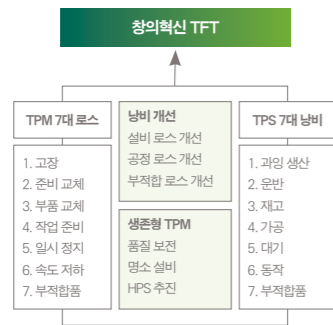 창의혁신 TFT
TPM 7대 로스
1. 고장
2. 준비 교체
3. 부품 교체
4. 작업 준비
5. 일시 정지
6. 속도 저하
7. 부적합품
낭비 개선
설비 로스 개선
공정 로스 개선
부적합 로스 개선
생존형 TPM
품질 보전
명소 설비
HPS 추진
TPS 7대 낭비
1. 과잉 생산
2. 운반
3. 재고
4. 가공
5. 대기
6. 동작
7. 부적합품